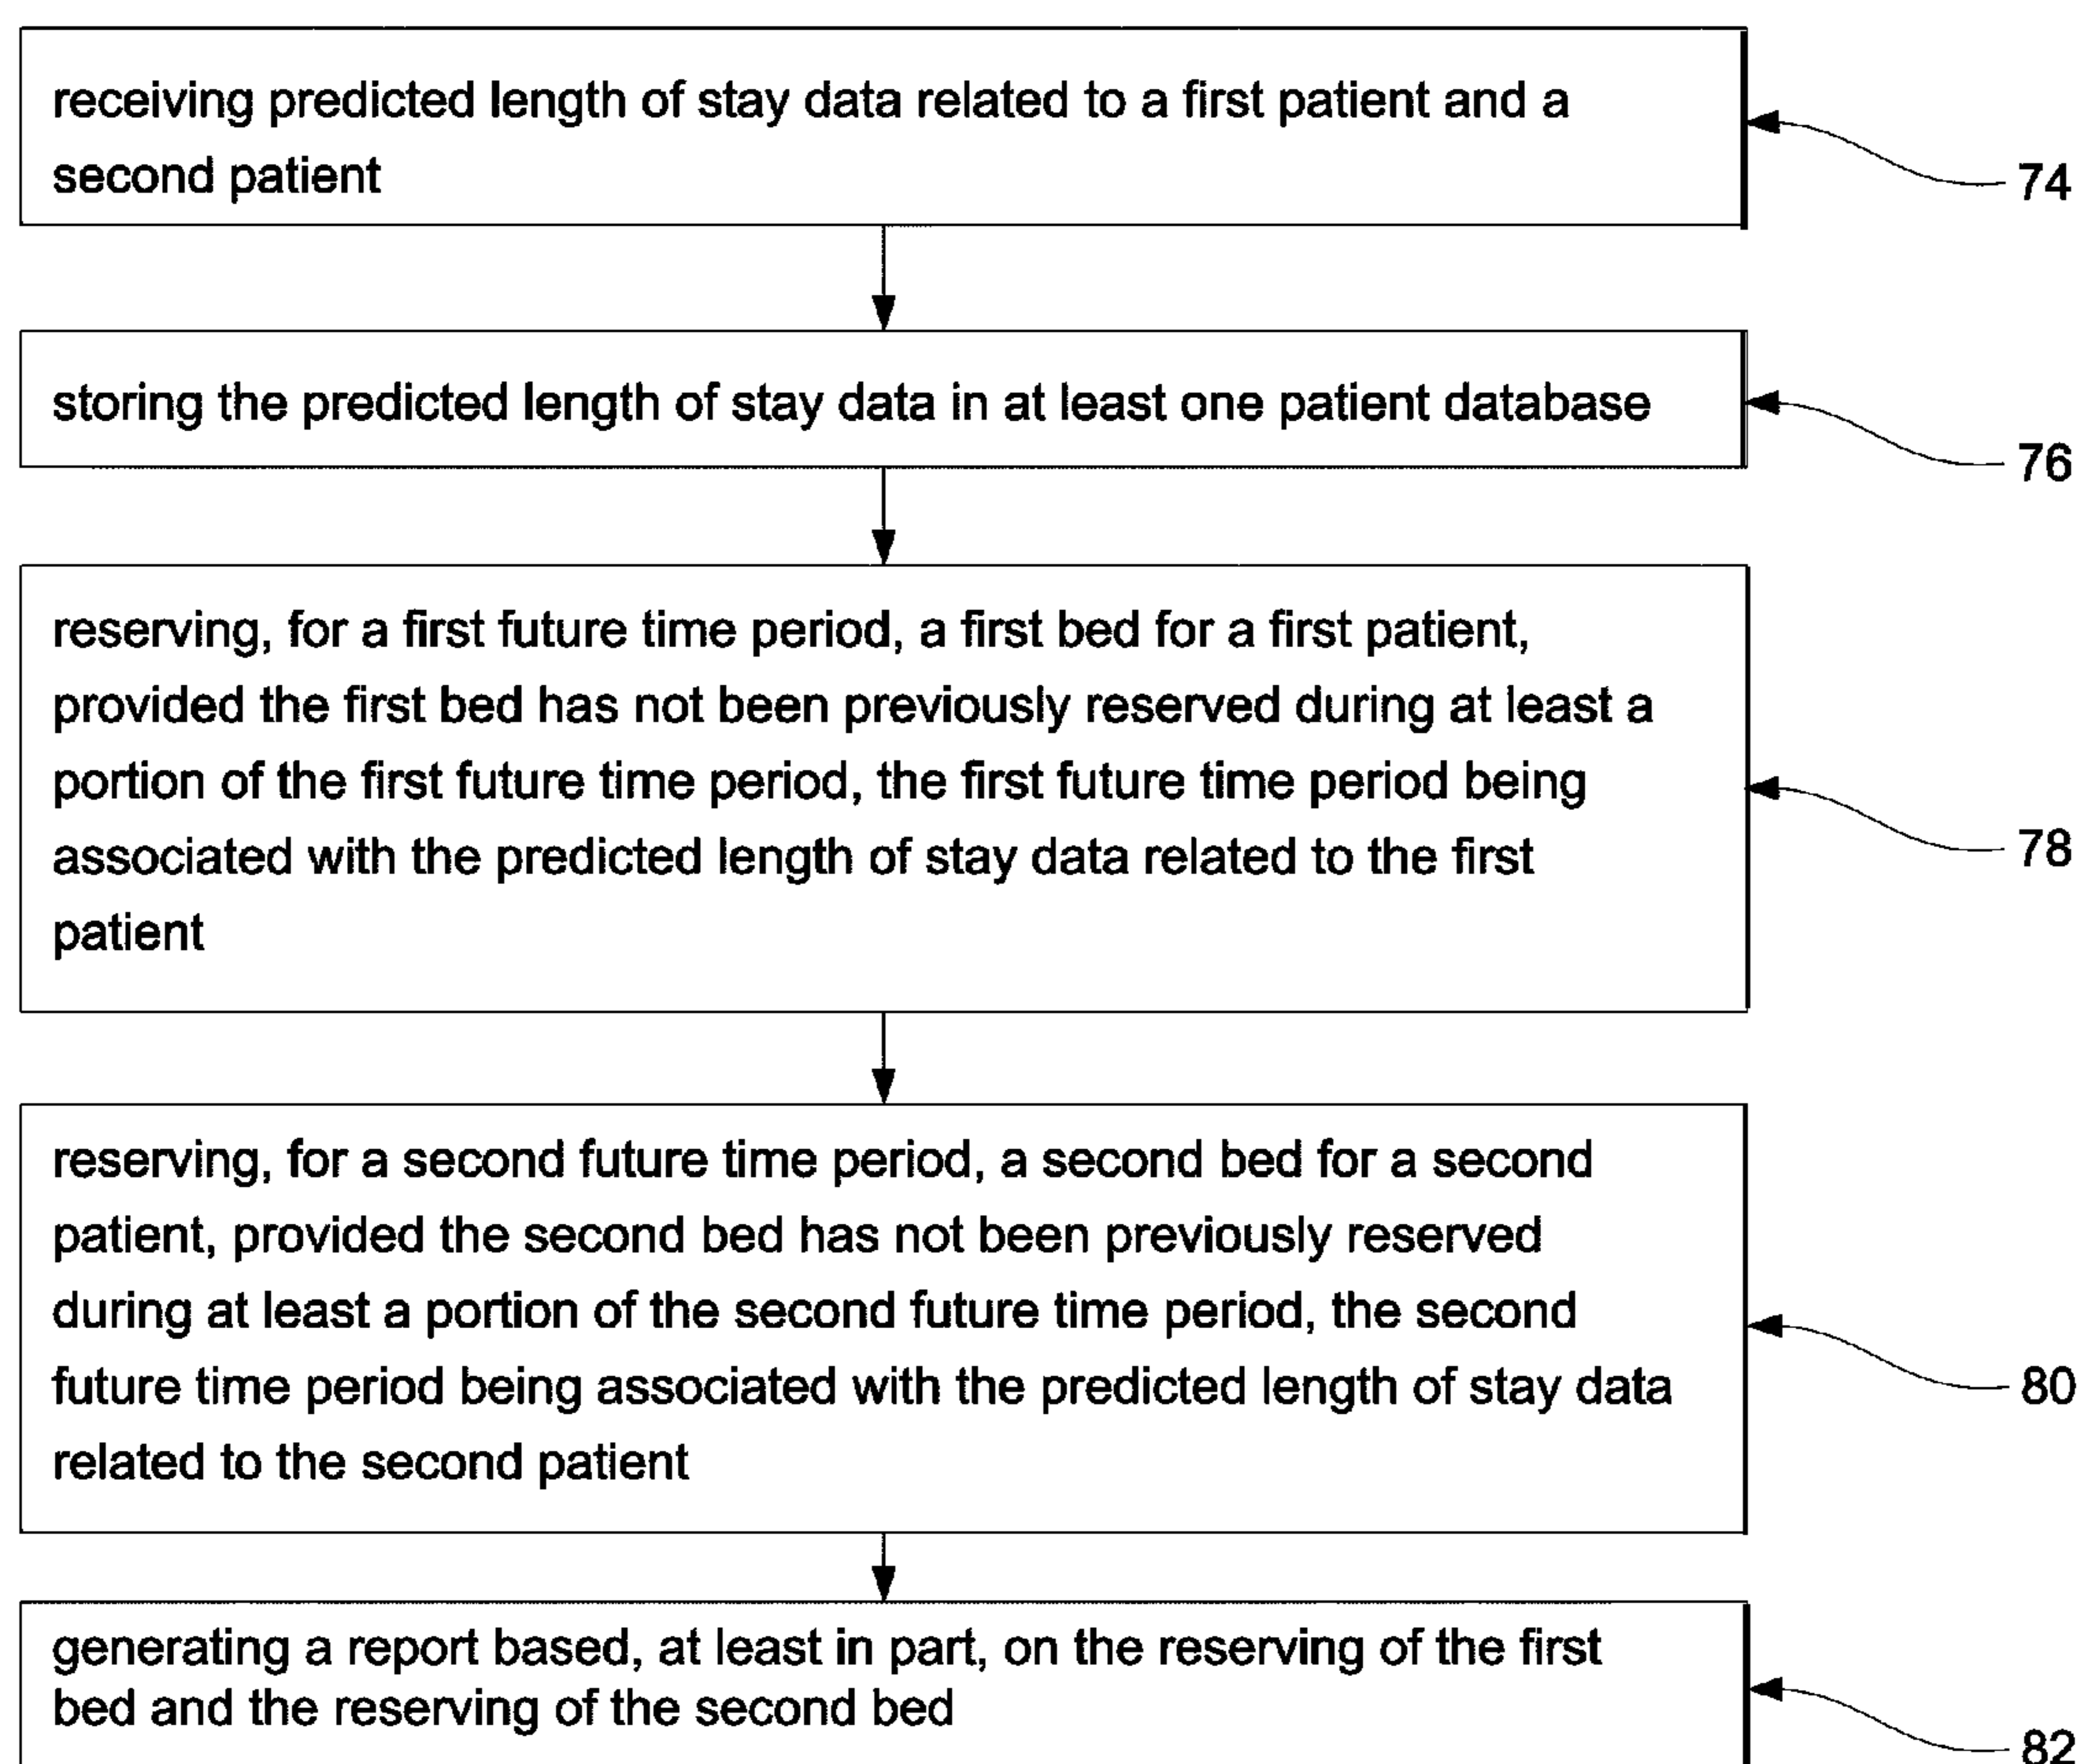 receiving predicted length of stay data related to a first patient and a
second patient
74
storing the predicted length of stay data in at least one patient database
76
reserving, for a first future time period, a first bed for a first patient,
provided the first bed has not been previously reserved during at least a
portion of the first future time period, the first future time period being
associated with the predicted length of stay data related to the first
patient
78
reserving, for a second future time period, a second bed for a second
patient, provided the second bed has not been previously reserved
during at least a portion of the second future time period, the second
future time period being associated with the predicted length of stay data
related to the second patient
80
generating a report based, at least in part, on the reserving of the first
bed and the reserving of the second bed
82